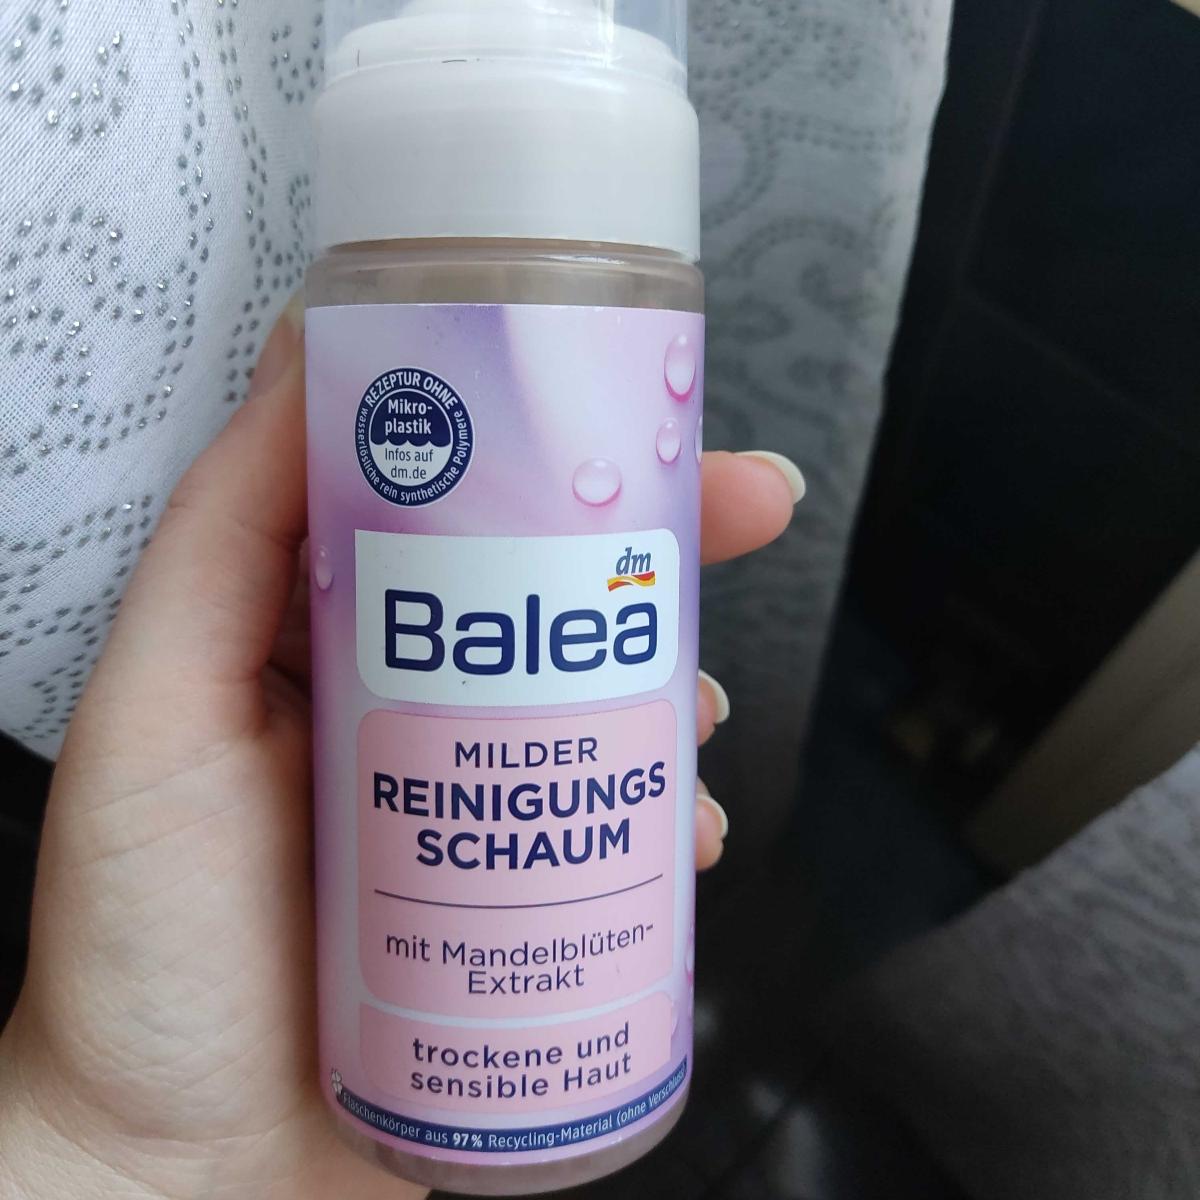 REZEPTUR OHNE
Mikro-
plastik
Infos auf
dm.de
wasserlösliche rein synthetische Polymere
dm
Balea
MILDER
REINIGUNGS
SCHAUM
mit Mandelblüten-
Extrakt
trockene und
sensible Haut
Flaschenkörper aus 97% Recycling-Material (ohne Verschluss)